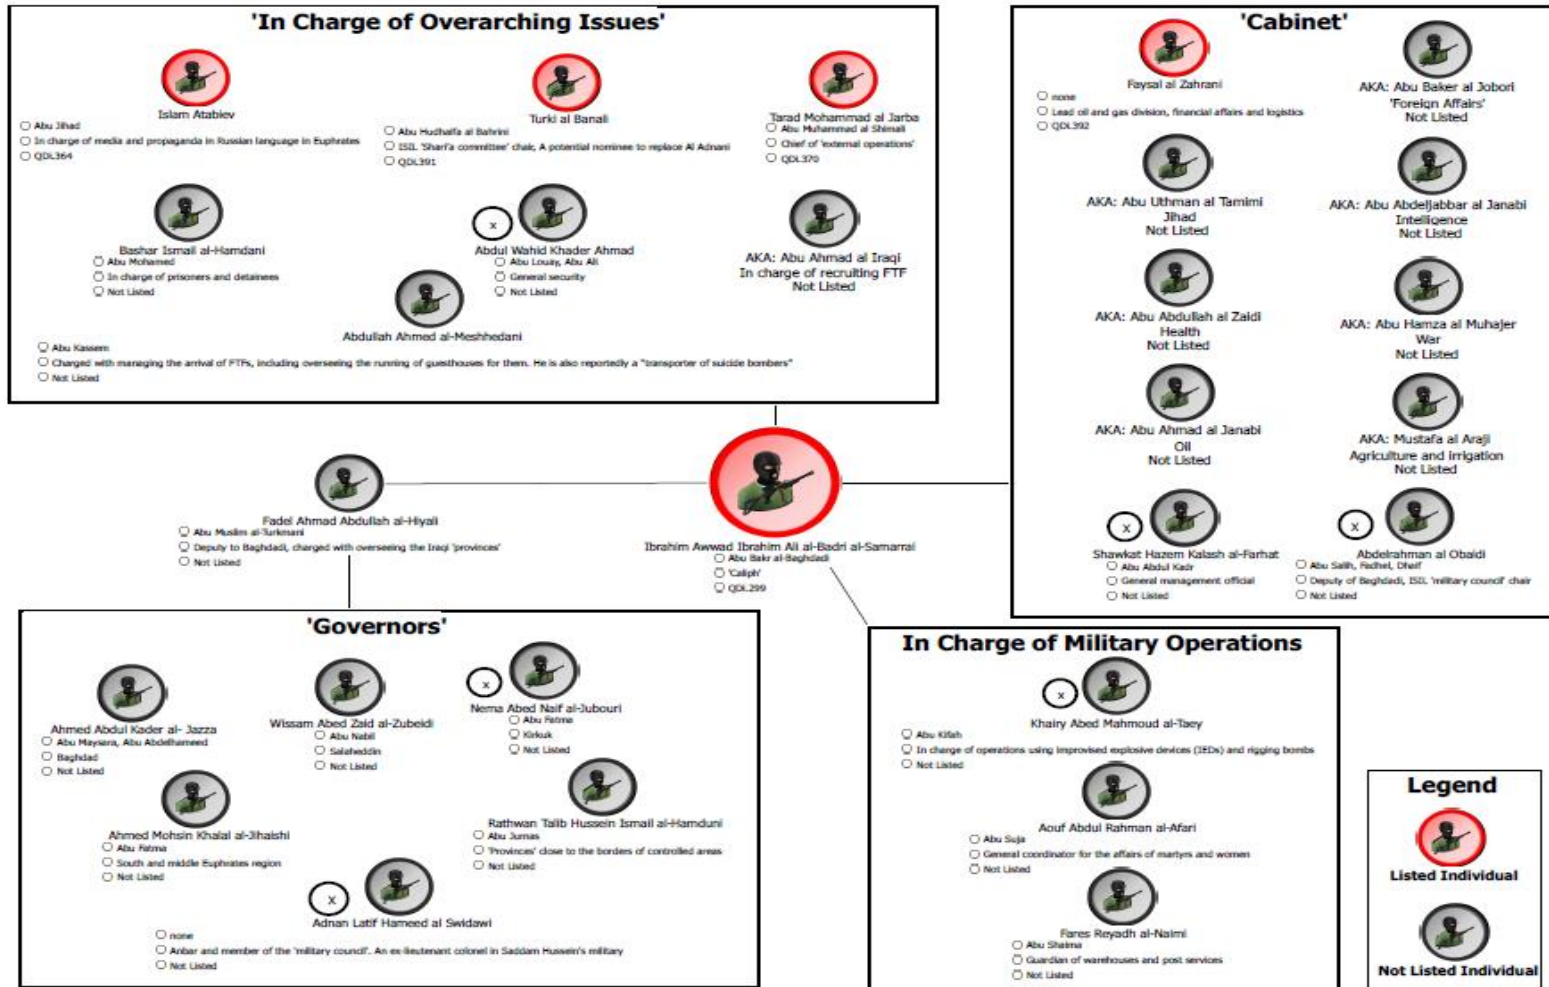 'In Charge of Overarching Issues'
Islam Atabiev
Abu Jihad
In charge of media and propaganda in Russian language in Euphrates
QDi.364
Turki al Banali
Abu Hudhaifa al Bahrini
ISIL 'Shari'a committee' chair, A potential nominee to replace Al Adnani
QDi.391
Tarad Mohammad al Jarba
Abu Muhammad al Shimali
Chief of 'external operations'
QDi.370
Bashar Ismail al-Hamdani
Abu Mohamed
In charge of prisoners and detainees
Not Listed
x
Abdul Wahid Khader Ahmad
Abu Louay, Abu Ali
General security
Not Listed
AKA: Abu Ahmad al Iraqi
In charge of recruiting FTF
Not Listed
Abdullah Ahmed al-Meshhedani
Abu Kassem
Charged with managing the arrival of FTFs, including overseeing the running of guesthouses for them. He is also reportedly a "transporter of suicide bombers"
Not Listed
'Cabinet'
Faysal al Zahrani
none
Lead oil and gas division, financial affairs and logistics
QDi.392
AKA: Abu Baker al Jobori
'Foreign Affairs'
Not Listed
AKA: Abu Uthman al Tamimi
Jihad
Not Listed
AKA: Abu Abdeljabbar al Janabi
Intelligence
Not Listed
AKA: Abu Abdullah al Zaidi
Health
Not Listed
AKA: Abu Hamza al Muhajer
War
Not Listed
AKA: Abu Ahmad al Janabi
Oil
Not Listed
AKA: Mustafa al Araji
Agriculture and irrigation
Not Listed
x
Shawkat Hazem Kalash al-Farhat
Abu Abdul Kadr
General management official
Not Listed
x
Abdelrahman al Obaidi
Abu Salih, Fadhel, Dhaif
Deputy of Baghdadi, ISIL 'military council' chair
Not Listed
Fadel Ahmad Abdullah al-Hiyali
Abu Muslim al-Turkmani
Deputy to Baghdadi, charged with overseeing the Iraqi 'provinces'
Not Listed
Ibrahim Awwad Ibrahim Ali al-Badri al-Samarrai
Abu Bakr al-Baghdadi
'Caliph'
QDi.299
'Governors'
Ahmed Abdul Kader al- Jazza
Abu Maysara, Abu Abdelhameed
Baghdad
Not Listed
Wissam Abed Zaid al-Zubeidi
Abu Nabil
Salaheddin
Not Listed
x
Nema Abed Naif al-Jubouri
Abu Fatma
Kirkuk
Not Listed
Ahmed Mohsin Khalal al-Jihaishi
Abu Fatma
South and middle Euphrates region
Not Listed
Rathwan Talib Hussein Ismail al-Hamduni
Abu Jurnas
'Provinces' close to the borders of controlled areas
Not Listed
x
Adnan Latif Hameed al Swidawi
none
Anbar and member of the 'military council'. An ex-lieutenant colonel in Saddam Hussein's military
Not Listed
In Charge of Military Operations
x
Khairy Abed Mahmoud al-Taey
Abu Kifah
In charge of operations using improvised explosive devices (IEDs) and rigging bombs
Not Listed
Aouf Abdul Rahman al-Afari
Abu Suja
General coordinator for the affairs of martyrs and women
Not Listed
Fares Reyadh al-Naimi
Abu Shaima
Guardian of warehouses and post services
Not Listed
Legend
Listed Individual
Not Listed Individual